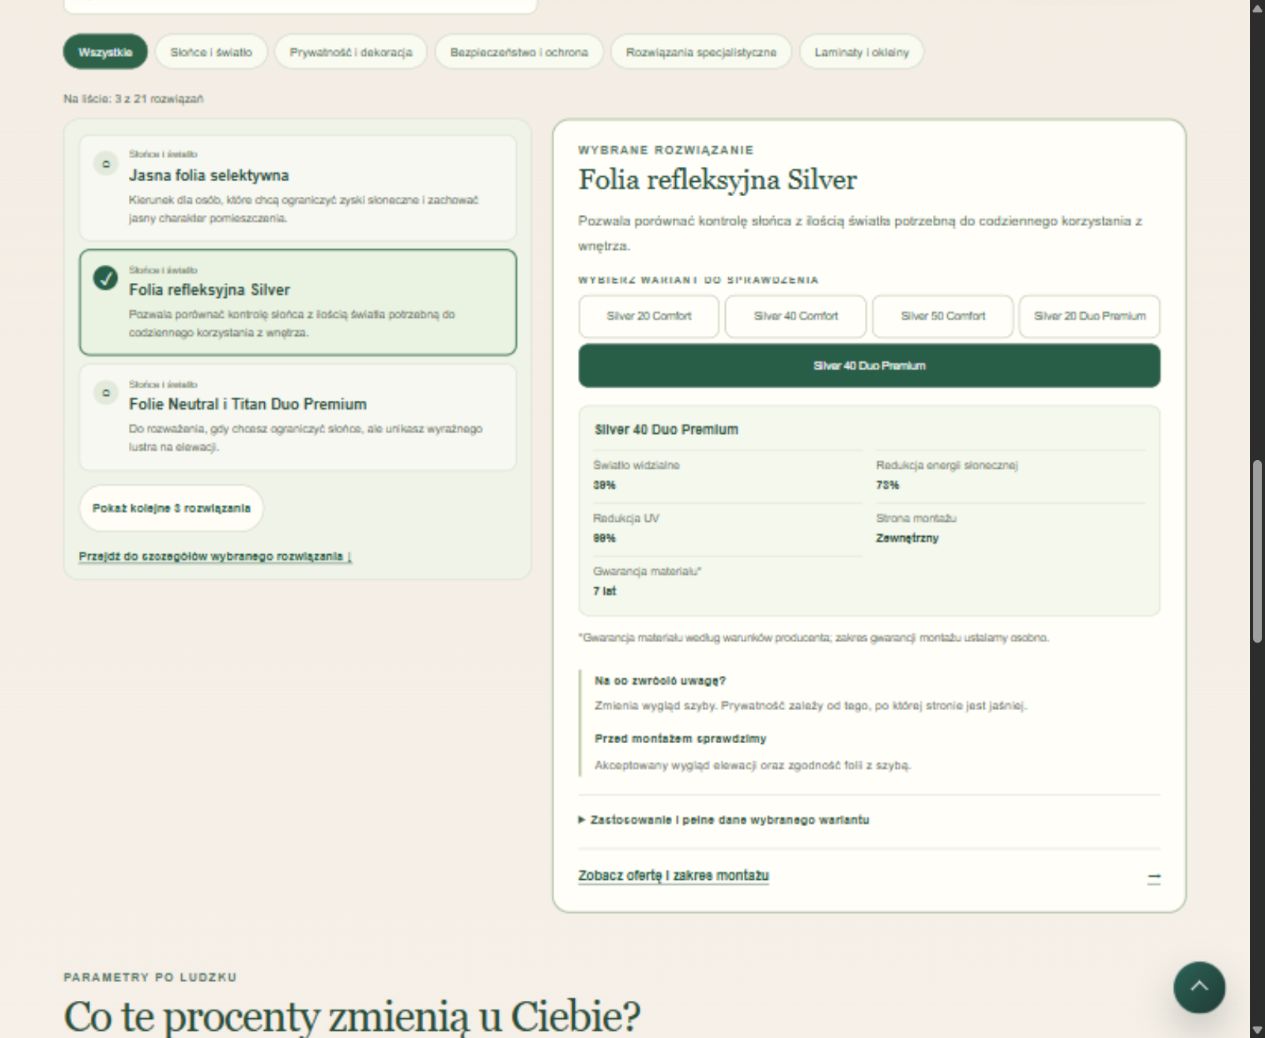 Wszystkie
Słońce i światło
Prywatność i dekoracja
Bezpieczeństwo i ochrona
Rozwiązania specjalistyczne
Laminaty i okleiny
Na liście: 3 z 21 rozwiązań
Słońce i światło
Jasna folia selektywna
Kierunek dla osób, które chcą ograniczyć zyski słoneczne i zachować
jasny charakter pomieszczenia.
Słońce i światło
Folia refleksyjna Silver
Pozwala porównać kontrolę słońca z ilością światła potrzebną do
codziennego korzystania z wnętrza.
Słońce i światło
Folie Neutral i Titan Duo Premium
Do rozważenia, gdy chcesz ograniczyć słońce, ale unikasz wyraźnego
lustra na elewacji.
Pokaż kolejne 3 rozwiązania
Przejdź do szczegółów wybranego rozwiązania ↓
WYBRANE ROZWIĄZANIE
Folia refleksyjna Silver
Pozwala porównać kontrolę słońca z ilością światła potrzebną do codziennego korzystania z
wnętrza.
WYBIERZ WARIANT DO SPRAWDZENIA
Silver 20 Comfort
Silver 40 Comfort
Silver 50 Comfort
Silver 20 Duo Premium
Silver 40 Duo Premium
Silver 40 Duo Premium
Światło widzialne
Redukcja energii słonecznej
73%
Redukcja UV
Strona montażu
99%
Zewnętrzny
Gwarancja materiału*
7 lat
*Gwarancja materiału według warunków producenta; zakres gwarancji montażu ustalamy osobno.
Na co zwrócić uwagę?
Zmienia wygląd szyby. Prywatność zależy od tego, po której stronie jest jaśniej.
Przed montażem sprawdzimy
Akceptowany wygląd elewacji oraz zgodność folii z szybą.
▶ Zastosowanie i pełne dane wybranego wariantu
Zobacz ofertę i zakres montażu →
PARAMETRY PO LUDZKU
Co te procenty zmienią u Ciebie?